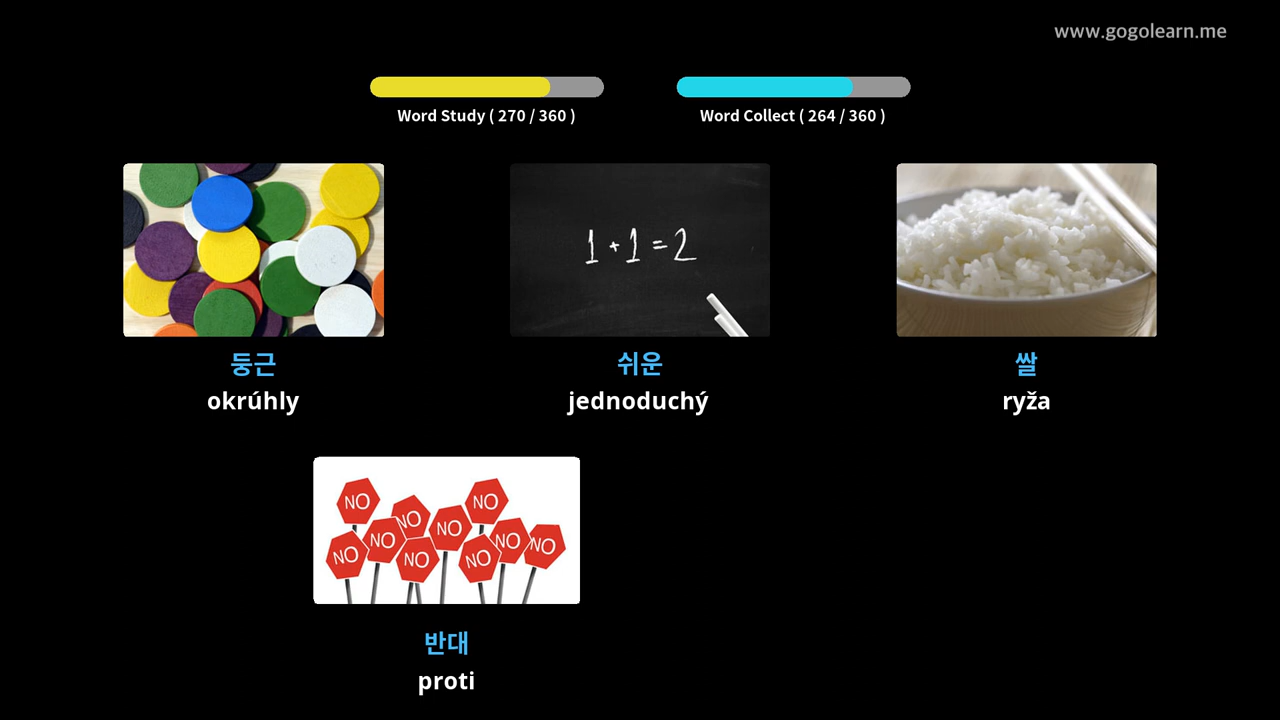 www.gogolearn.me
Word Study ( 270 / 360 )
Word Collect ( 264 / 360 )
1 + 1 = 2
둥근
쉬운
쌀
okrúhly
jednoduchý
ryža
NO
NO
NO
NO
NO
NO
NO
NO
NO
NO
반대
proti